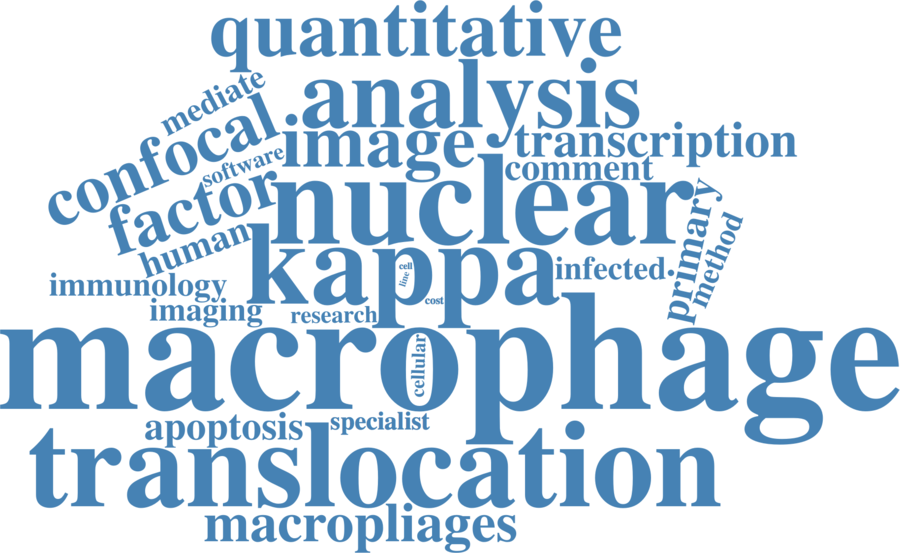 quantitative
analysis
mediate
confocal
image
transcription
software
comment
factor
nuclear
primary
method
human
kappa
cell
line
cost
infected
immunology
imaging
research
macrophage
cellular
apoptosis
specialist
translocation
macropliages